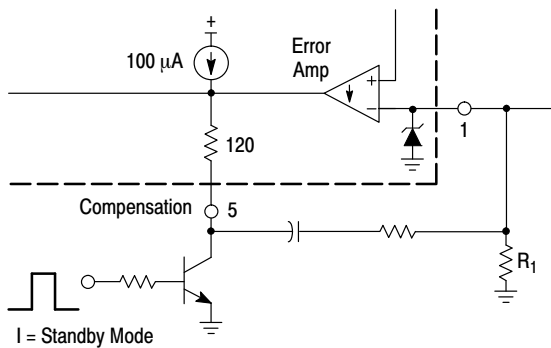 +
100 μA
Error
Amp
+
−
1
120
Compensation
5
R1
I = Standby Mode